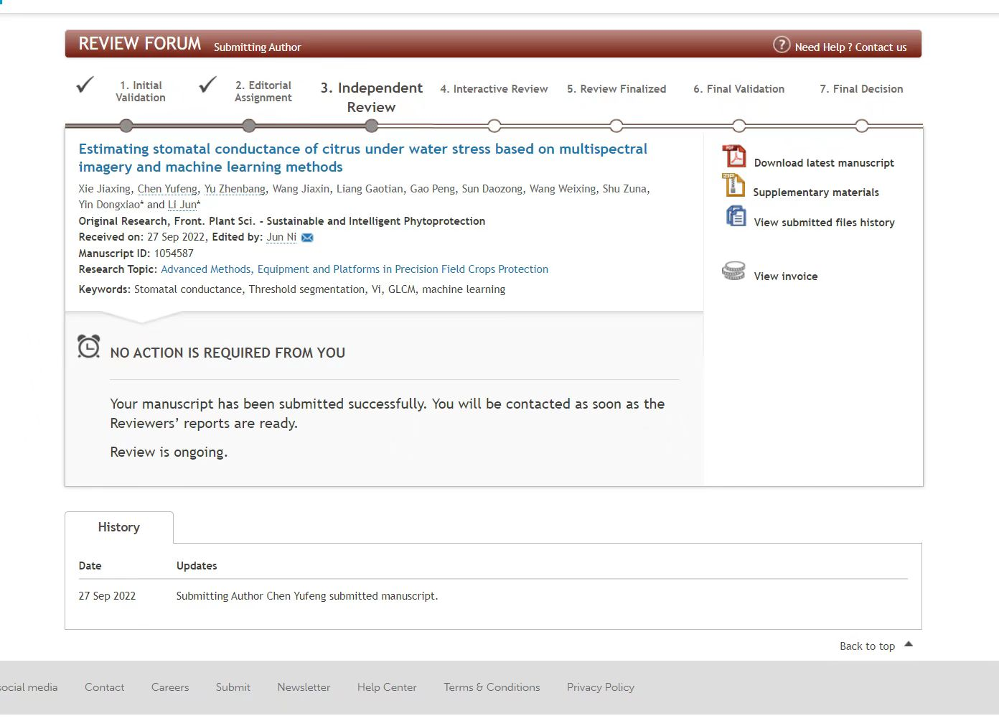 REVIEW FORUM Submitting Author
? Need Help ? Contact us
1. Initial Validation
2. Editorial Assignment
3. Independent Review
4. Interactive Review
5. Review Finalized
6. Final Validation
7. Final Decision
Estimating stomatal conductance of citrus under water stress based on multispectral
imagery and machine learning methods
Xie Jiaxing, Chen Yufeng, Yu Zhenbang, Wang Jiaxin, Liang Gaotian, Gao Peng, Sun Daozong, Wang Weixing, Shu Zuna,
Yin Dongxiao* and Li Jun*
Original Research, Front. Plant Sci. - Sustainable and Intelligent Phytoprotection
Received on: 27 Sep 2022, Edited by: Jun Ni
Manuscript ID: 1054587
Research Topic: Advanced Methods, Equipment and Platforms in Precision Field Crops Protection
Keywords: Stomatal conductance, Threshold segmentation, Vi, GLCM, machine learning
PDF
Download latest manuscript
ZIP
Supplementary materials
View submitted files history
View invoice
NO ACTION IS REQUIRED FROM YOU
Your manuscript has been submitted successfully. You will be contacted as soon as the
Reviewers’ reports are ready.
Review is ongoing.
History
Date Updates
27 Sep 2022 Submitting Author Chen Yufeng submitted manuscript.
Back to top
social media Contact Careers Submit Newsletter Help Center Terms & Conditions Privacy Policy